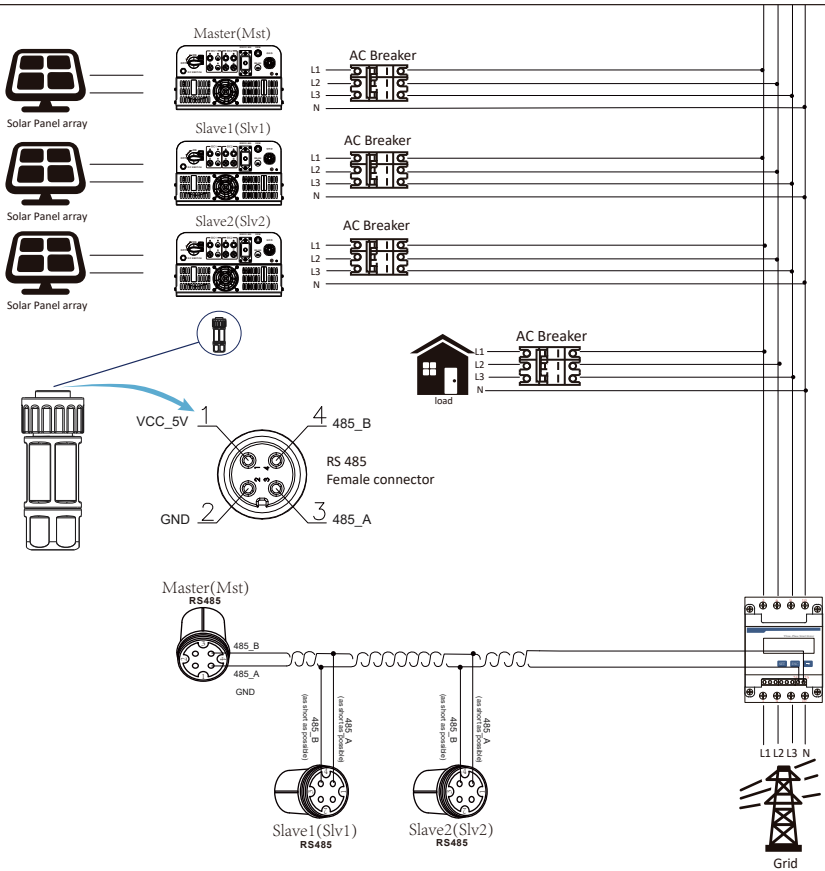 Master(Mst)
AC Breaker
L1
L2
L3
N
Solar Panel array
Slave1(Slv1)
AC Breaker
L1
L2
L3
N
Solar Panel array
Slave2(Slv2)
AC Breaker
L1
L2
L3
N
Solar Panel array
AC Breaker
L1
L2
L3
N
load
VCC_5V 1
4 485_B
RS 485
Female connector
GND 2
3 485_A
1
4
2
3
Master(Mst)
RS485
485_B
485_A
GND
485_B
(as short as possible)
485_A
(as short as possible)
485_B
(as short as possible)
485_A
(as short as possible)
Slave1(Slv1)
RS485
Slave2(Slv2)
RS485
L1 L2 L3 N
Grid